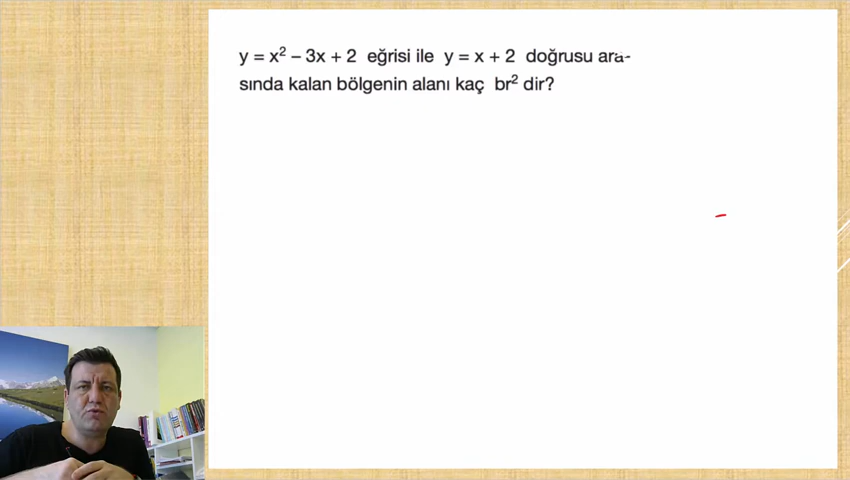 y = x² – 3x + 2 eğrisi ile y = x + 2 doğrusu ara-
sında kalan bölgenin alanı kaç br² dir?